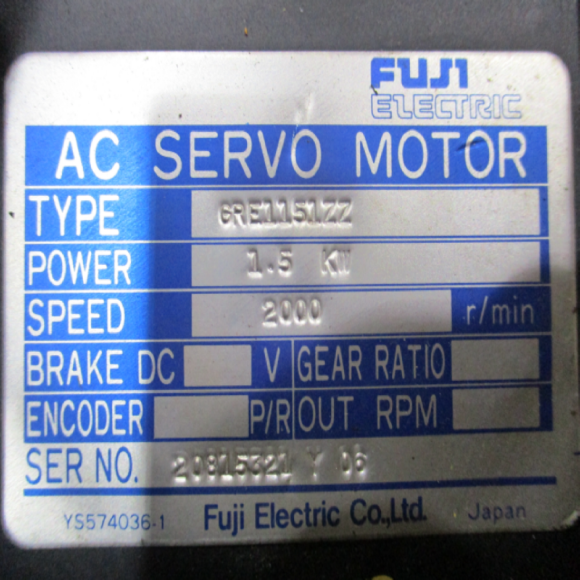 FUJI
ELECTRIC
AC SERVO MOTOR
TYPE GRE1151ZZ
POWER 1.5 KW
SPEED 2000 r/min
BRAKE DC V GEAR RATIO
ENCODER P/R OUT RPM
SER NO. 20815321 Y 06
YS574036-1 Fuji Electric Co.,Ltd. Japan